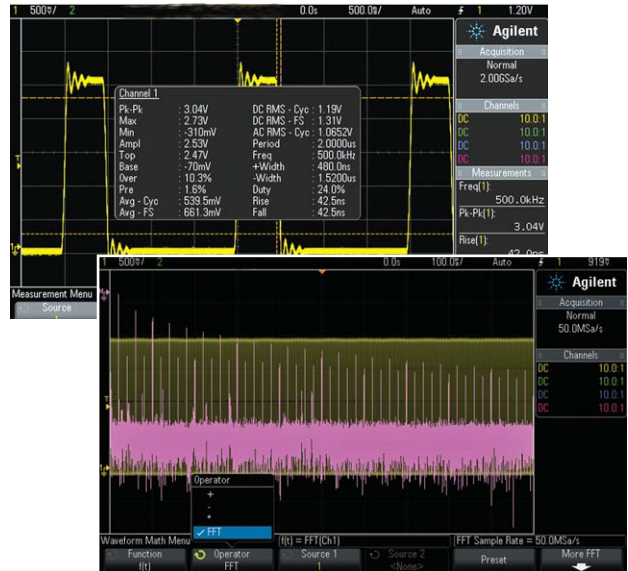 1 500♉/ 2 0.0s 500.0♉/ Auto 1 1.20V
Agilent
Acquisition
Normal
2.00GSa/s
Channels
DC 10.0:1
DC 10.0:1
DC 10.0:1
DC 10.0:1
Measurements
Freq(1):
500.0kHz
Pk-Pk(1):
3.04V
Rise(1):
42.0ns
Channel 1
Pk-Pk : 3.04V DC RMS - Cyc : 1.19V
Max : 2.73V DC RMS - FS : 1.31V
Min : -310mV AC RMS - Cyc : 1.0652V
Ampl : 2.53V Period : 2.0000us
Top : 2.47V Freq : 500.0kHz
Base : -70mV +Width : 480.0ns
Over : 10.3% -Width : 1.5200us
Pre : 1.6% Duty : 24.0%
Avg - Cyc : 539.5mV Rise : 42.5ns
Avg - FS : 661.3mV Fall : 42.5ns
Measurement Menu
Source
1
1 500♉/ 0.0s 100.0♉/ Auto 1 919♉
Agilent
Acquisition
Normal
50.0MSa/s
Channels
DC 10.0:1
DC 10.0:1
DC 10.0:1
DC 10.0:1
Operator
+
-
*
✓ FFT
Waveform Math Menu f(t) = FFT(Ch1) FFT Sample Rate = 50.0MSa/s
Function Operator Source 1 Source 2 Preset More FFT
f(t) FFT 1 <None>